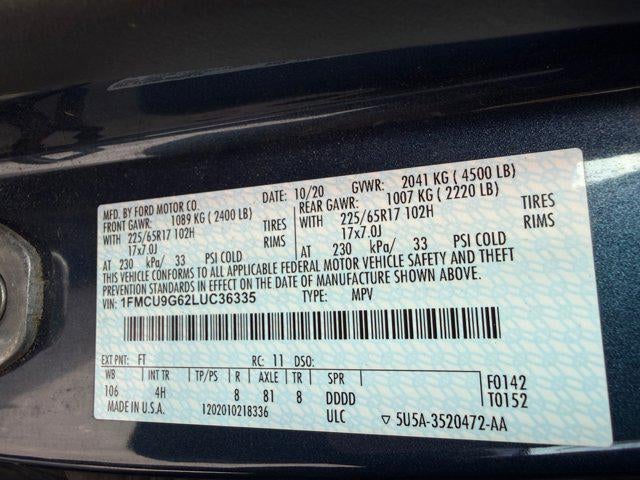 MFD. BY FORD MOTOR CO.
DATE: 10/20 GVWR: 2041 KG ( 4500 LB)
FRONT GAWR: 1089 KG ( 2400 LB) REAR GAWR: 1007 KG ( 2220 LB)
WITH 225/65R17 102H TIRES WITH 225/65R17 102H TIRES
17x7.0J RIMS 17x7.0J RIMS
AT 230 kPa/ 33 PSI COLD AT 230 kPa/ 33 PSI COLD
THIS VEHICLE CONFORMS TO ALL APPLICABLE FEDERAL MOTOR VEHICLE SAFETY AND
THEFT PREVENTION STANDARDS IN EFFECT ON THE DATE OF MANUFACTURE SHOWN ABOVE.
VIN: 1FMCU9G62LUC36335 TYPE: MPV
EXT PNT: FT RC: 11 DSO:
WB INT TR TP/PS R AXLE TR SPR
106 4H 8 81 8 DDDD
F0142
T0152
MADE IN U.S.A. 1202010218336 ULC ▽ 5U5A-3520472-AA